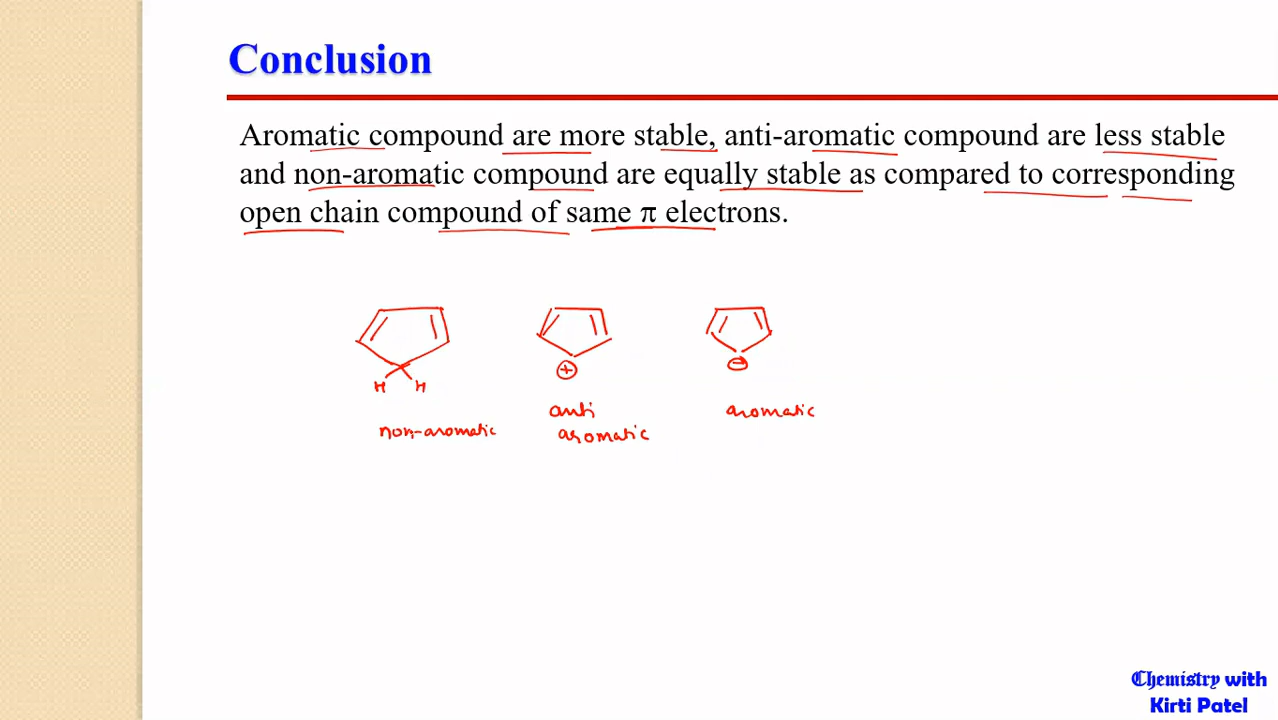 Conclusion
Aromatic compound are more stable, anti-aromatic compound are less stable
and non-aromatic compound are equally stable as compared to corresponding
open chain compound of same π electrons.
H H
non-aromatic
+
anti
aromatic
−
aromatic
Chemistry with
Kirti Patel